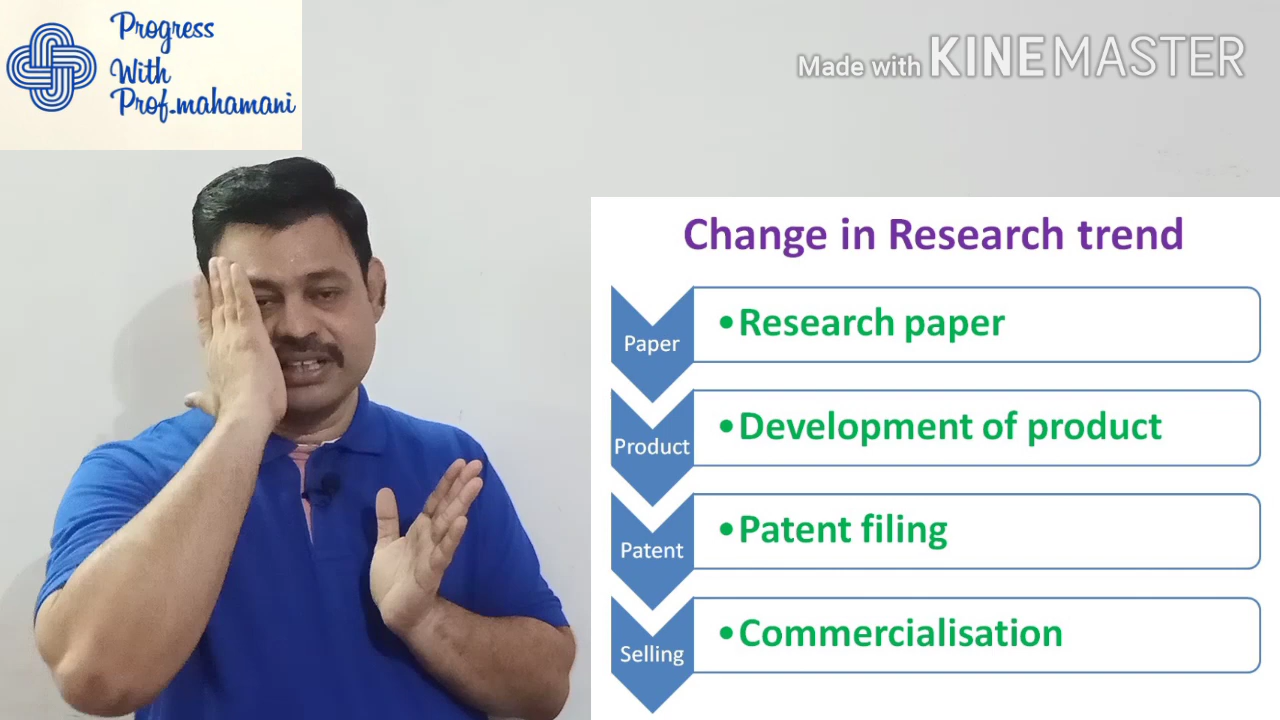 Progress
With
Prof.mahamani
Made with KINEMASTER
Change in Research trend
Paper
•Research paper
Product
•Development of product
Patent
•Patent filing
Selling
•Commercialisation